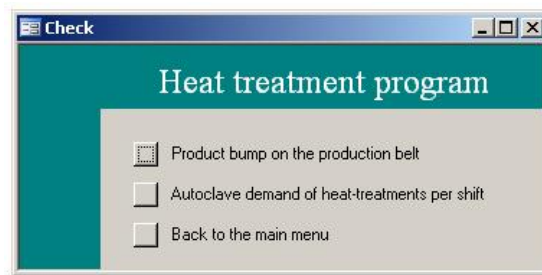 Check
Heat treatment program
Product bump on the production belt
Autoclave demand of heat-treatments per shift
Back to the main menu